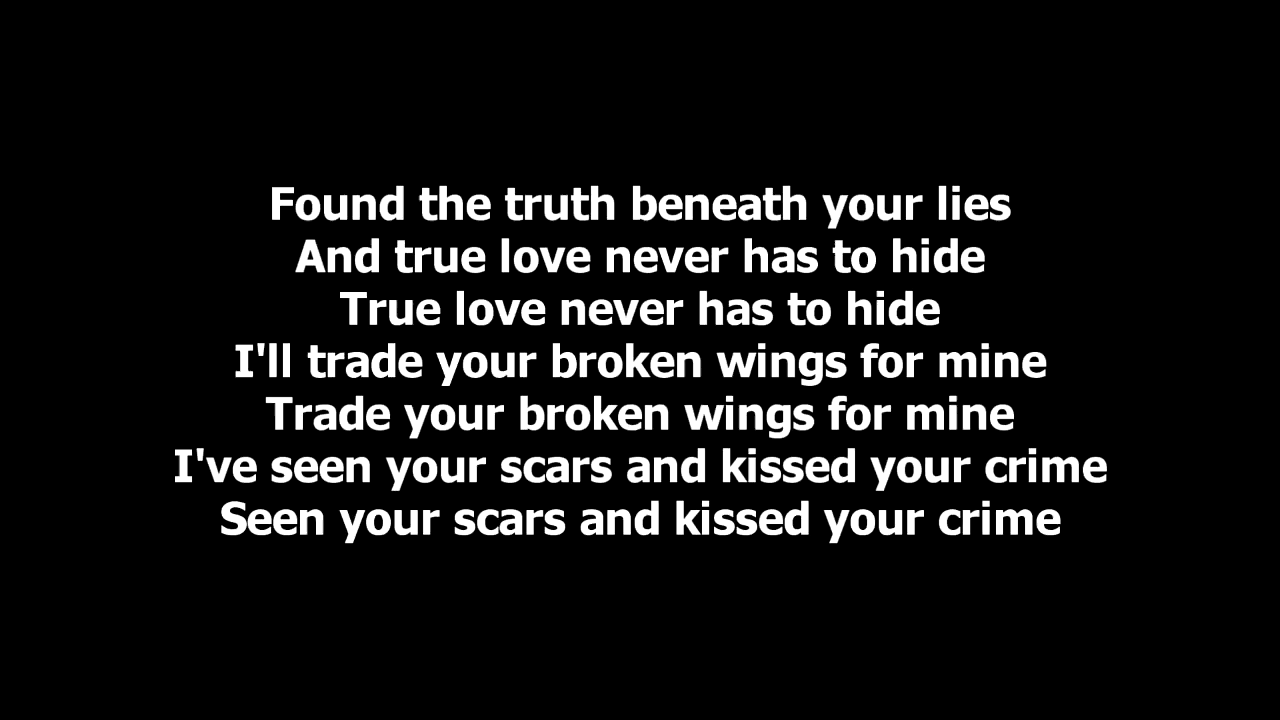 Found the truth beneath your lies
And true love never has to hide
True love never has to hide
I'll trade your broken wings for mine
Trade your broken wings for mine
I've seen your scars and kissed your crime
Seen your scars and kissed your crime